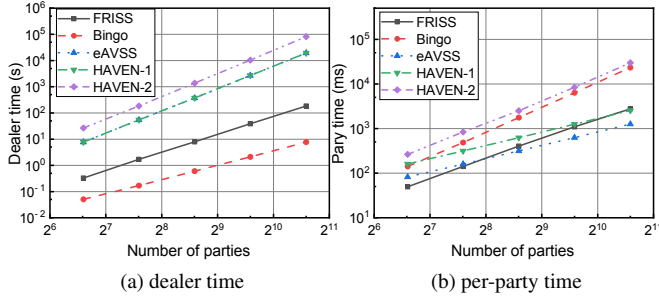 10^6
10^5
10^4
10^3
10^2
10^1
10^0
10^-1
10^-2
Dealer time (s)
FRISS
Bingo
eAVSS
HAVEN-1
HAVEN-2
2^6
2^7
2^8
2^9
2^10
2^11
Number of parties
(a) dealer time
10^5
10^4
10^3
10^2
10^1
Pary time (ms)
FRISS
Bingo
eAVSS
HAVEN-1
HAVEN-2
2^6
2^7
2^8
2^9
2^10
2^11
Number of parties
(b) per-party time